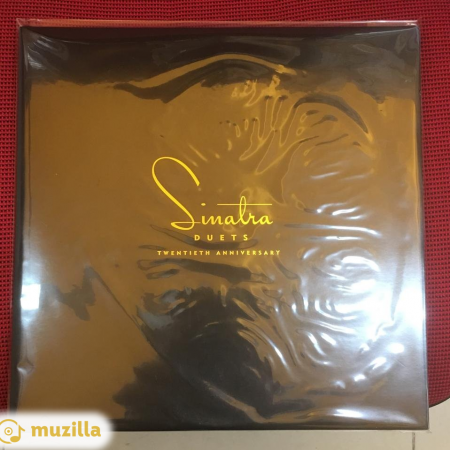 Sinatra
DUETS
TWENTIETH ANNIVERSARY
muzilla